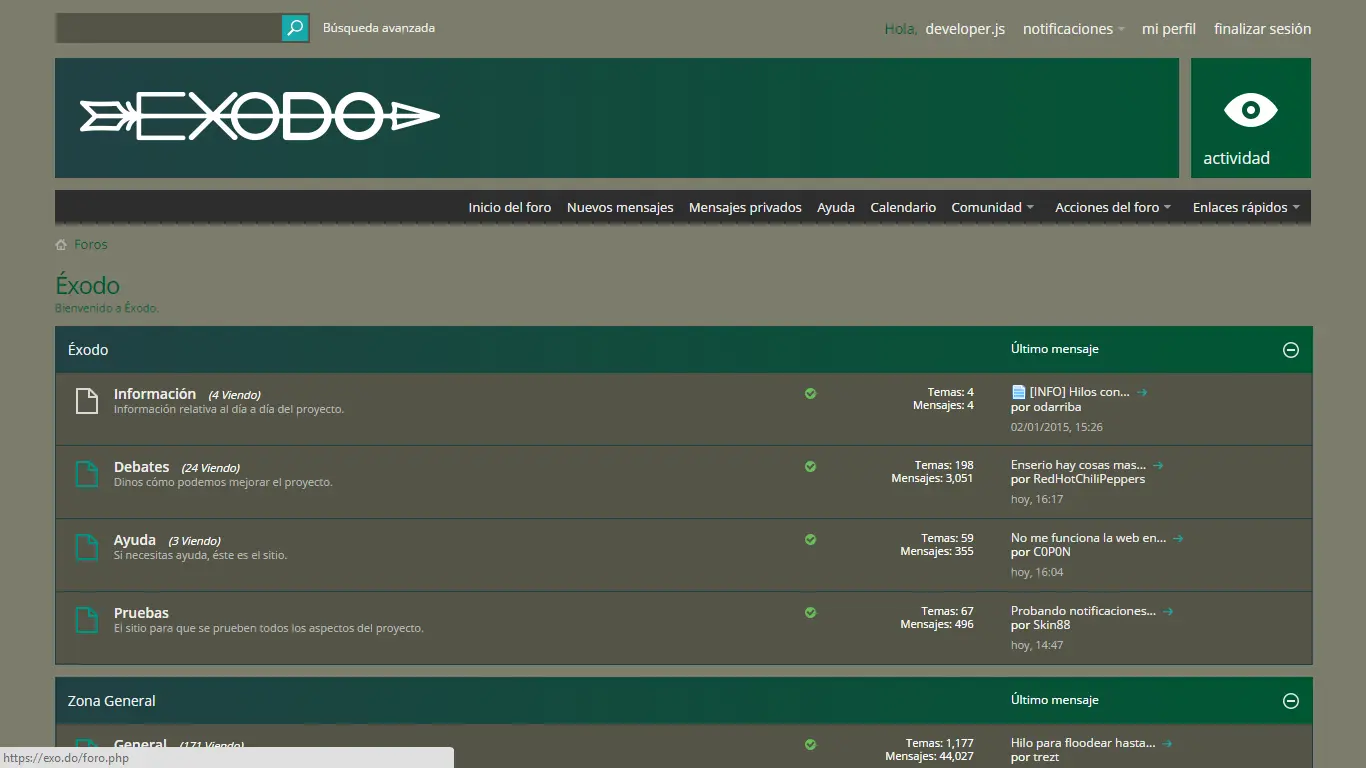 Búsqueda avanzada
Hola, developer.js notificaciones mi perfil finalizar sesión
EXODO
actividad
Inicio del foro Nuevos mensajes Mensajes privados Ayuda Calendario Comunidad Acciones del foro Enlaces rápidos
Foros
Éxodo
Bienvenido a Éxodo.
Éxodo Último mensaje
Información (4 Viendo)
Información relativa al día a día del proyecto.
Temas: 4
Mensajes: 4
[INFO] Hilos con...
por odarriba
02/01/2015, 15:26
Debates (24 Viendo)
Dinos cómo podemos mejorar el proyecto.
Temas: 198
Mensajes: 3,051
Enserio hay cosas mas...
por RedHotChiliPeppers
hoy, 16:17
Ayuda (3 Viendo)
Si necesitas ayuda, éste es el sitio.
Temas: 59
Mensajes: 355
No me funciona la web en...
por C0P0N
hoy, 16:04
Pruebas
El sitio para que se prueben todos los aspectos del proyecto.
Temas: 67
Mensajes: 496
Probando notificaciones...
por Skin88
hoy, 14:47
Zona General Último mensaje
General (171 Viendo)
Temas: 1,177
Mensajes: 44,027
Hilo para floodear hasta...
por trezt
https://exo.do/foro.php